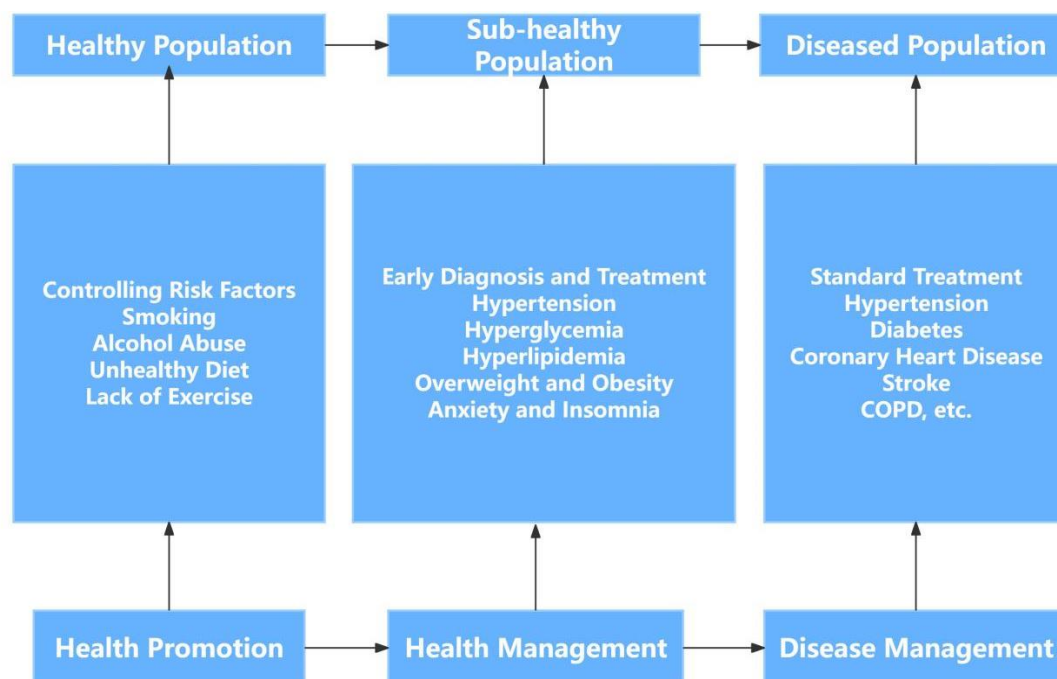 Healthy Population
Sub-healthy
Population
Diseased Population
Controlling Risk Factors
Smoking
Alcohol Abuse
Unhealthy Diet
Lack of Exercise
Early Diagnosis and Treatment
Hypertension
Hyperglycemia
Hyperlipidemia
Overweight and Obesity
Anxiety and Insomnia
Standard Treatment
Hypertension
Diabetes
Coronary Heart Disease
Stroke
COPD, etc.
Health Promotion
Health Management
Disease Management